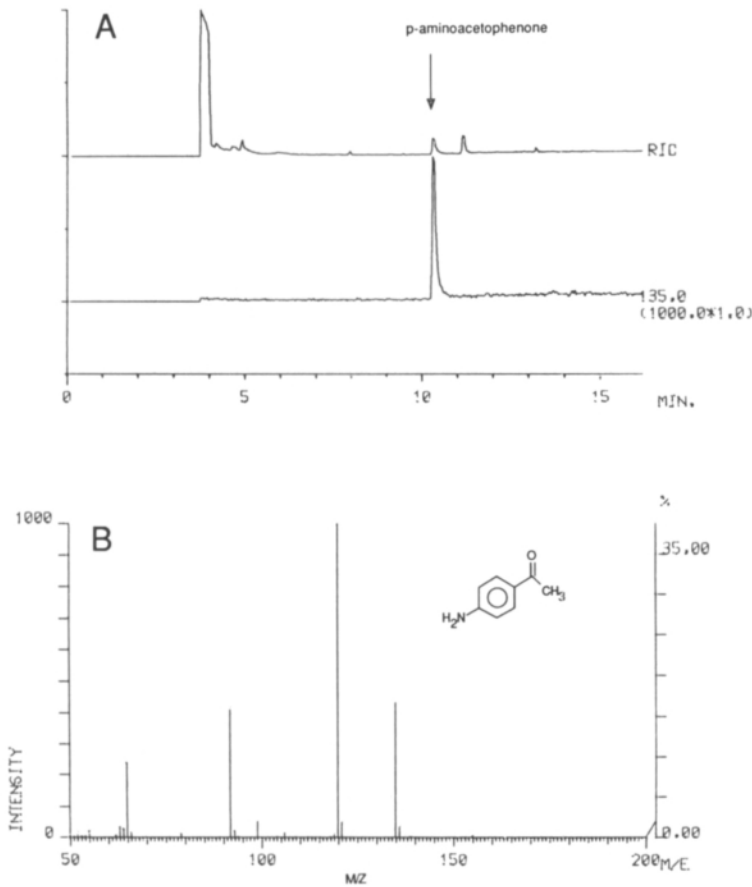 A
p-aminoacetophenone
RIC
135.0
(1000.0*1.0)
0 5 10 15 MIN.
B
1000
0
INTENSITY
%
35.00
0.00
O
CH3
H2N
50 100 150 200 M/E
M/Z